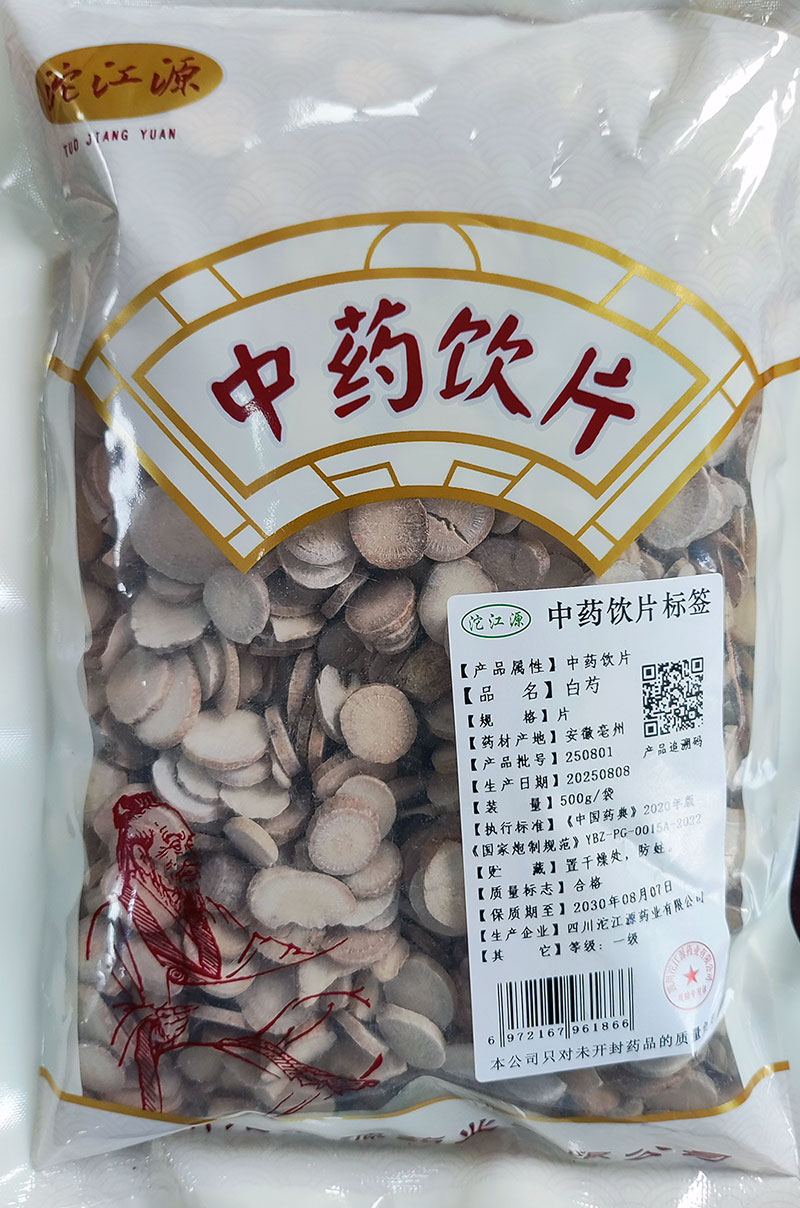 沱江源
TUO JIANG YUAN
中药饮片
沱江源 中药饮片标签
【产品属性】中药饮片
【品 名】白芍
【规 格】片
【药材产地】安徽亳州
产品追溯码
【产品批号】250801
【生产日期】20250808
【装 量】500g/袋
【执行标准】《中国药典》2020年版
《国家炮制规范》YBZ-PG-0015A-2022
【贮 藏】置干燥处，防蛀。
【质量标志】合格
【保质期至】2030年08月07日
【生产企业】四川沱江源药业有限公司
【其 它】等级：一级
6 972167 961866
本公司只对未开封药品的质量